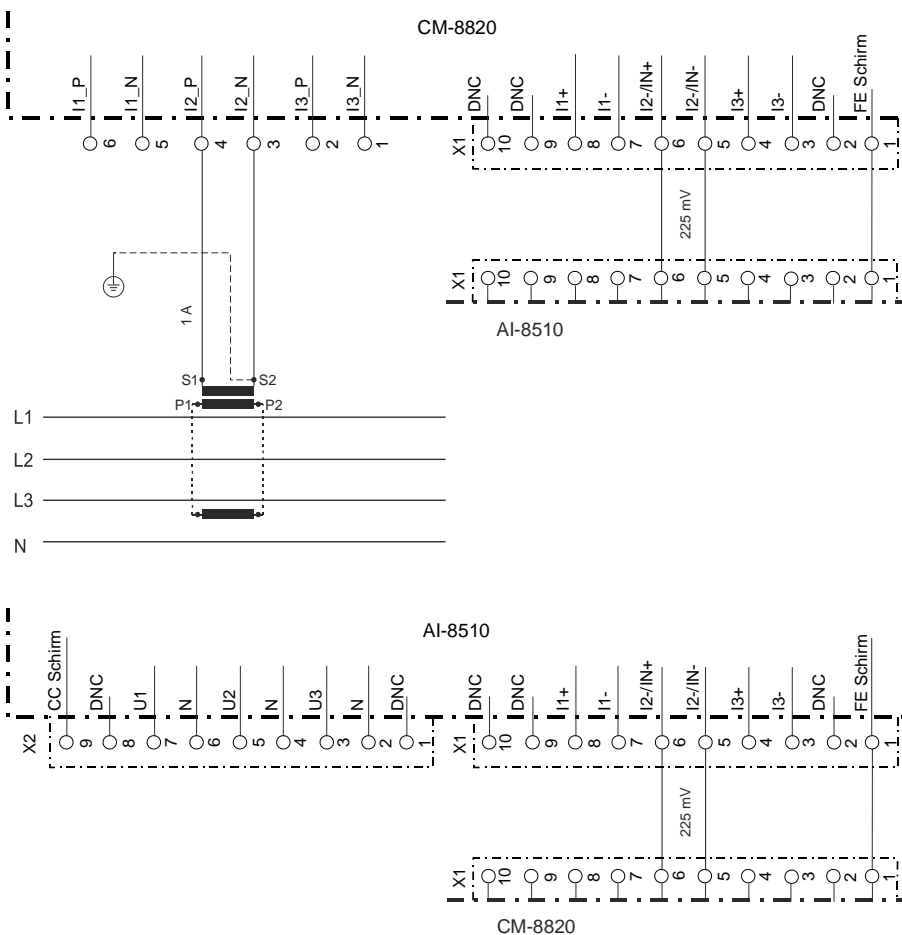 CM-8820
I1_P I1_N I2_P I2_N I3_P I3_N
6 5 4 3 2 1
DNC DNC I1+ I1- I2-/IN+ I2-/IN- I3+ I3- DNC FE Schirm
X1 10 9 8 7 6 5 4 3 2 1
225 mV
X1 10 9 8 7 6 5 4 3 2 1
AI-8510
1 A
S1 S2
P1 P2
L1
L2
L3
N
AI-8510
CC Schirm DNC U1 N U2 N U3 N DNC
X2 9 8 7 6 5 4 3 2 1
DNC DNC I1+ I1- I2-/IN+ I2-/IN- I3+ I3- DNC FE Schirm
X1 10 9 8 7 6 5 4 3 2 1
225 mV
X1 10 9 8 7 6 5 4 3 2 1
CM-8820